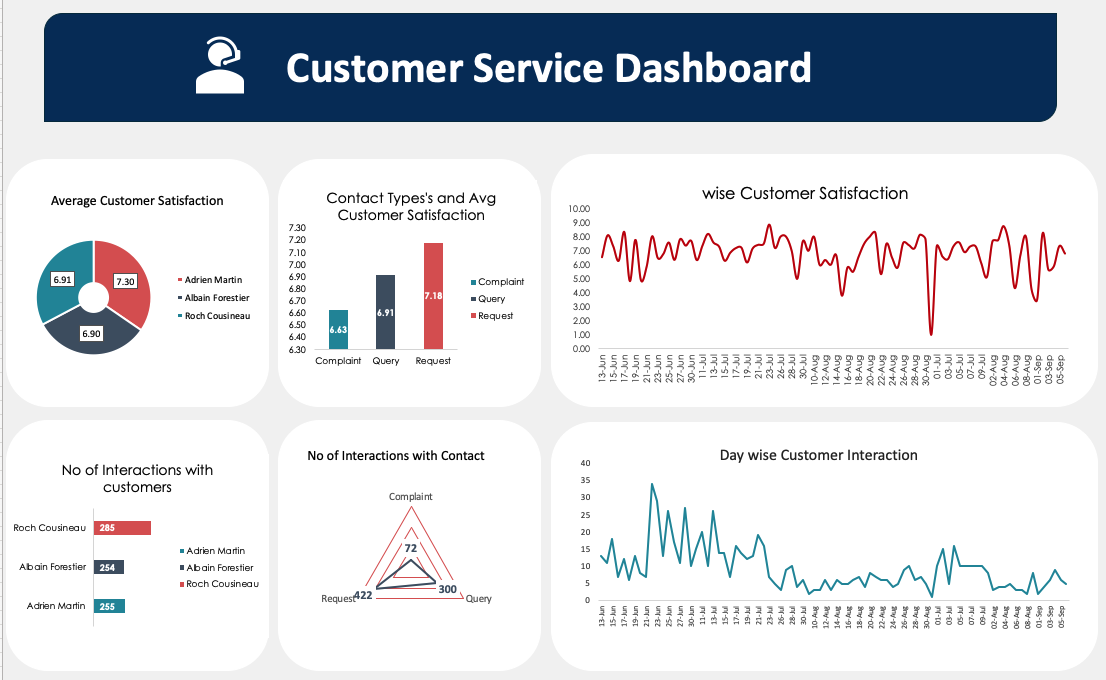 Customer Service Dashboard
Average Customer Satisfaction
6.91
7.30
6.90
Adrien Martin
Albain Forestier
Roch Cousineau
Contact Types's and Avg
Customer Satisfaction
7.30
7.20
7.10
7.00
6.90
6.80
6.70
6.60
6.50
6.40
6.30
6.63
6.91
7.18
Complaint
Query
Request
Complaint
Query
Request
wise Customer Satisfaction
10.00
9.00
8.00
7.00
6.00
5.00
4.00
3.00
2.00
1.00
0.00
13-Jun
15-Jun
17-Jun
19-Jun
21-Jun
23-Jun
25-Jun
27-Jun
30-Jun
11-Jul
13-Jul
15-Jul
17-Jul
19-Jul
21-Jul
23-Jul
26-Jul
28-Jul
30-Jul
10-Aug
12-Aug
14-Aug
16-Aug
18-Aug
20-Aug
22-Aug
24-Aug
26-Aug
28-Aug
30-Aug
01-Jul
03-Jul
05-Jul
07-Jul
09-Jul
02-Aug
04-Aug
06-Aug
08-Aug
01-Sep
03-Sep
05-Sep
No of Interactions with
customers
Roch Cousineau
285
Albain Forestier
254
Adrien Martin
255
Adrien Martin
Albain Forestier
Roch Cousineau
No of Interactions with Contact
Complaint
72
Request
422
300
Query
Day wise Customer Interaction
40
35
30
25
20
15
10
5
0
13-Jun
15-Jun
17-Jun
19-Jun
21-Jun
23-Jun
25-Jun
27-Jun
30-Jun
11-Jul
13-Jul
15-Jul
17-Jul
19-Jul
21-Jul
23-Jul
26-Jul
28-Jul
30-Jul
10-Aug
12-Aug
14-Aug
16-Aug
18-Aug
20-Aug
22-Aug
24-Aug
26-Aug
28-Aug
30-Aug
01-Jul
03-Jul
05-Jul
07-Jul
09-Jul
02-Aug
04-Aug
06-Aug
08-Aug
01-Sep
03-Sep
05-Sep